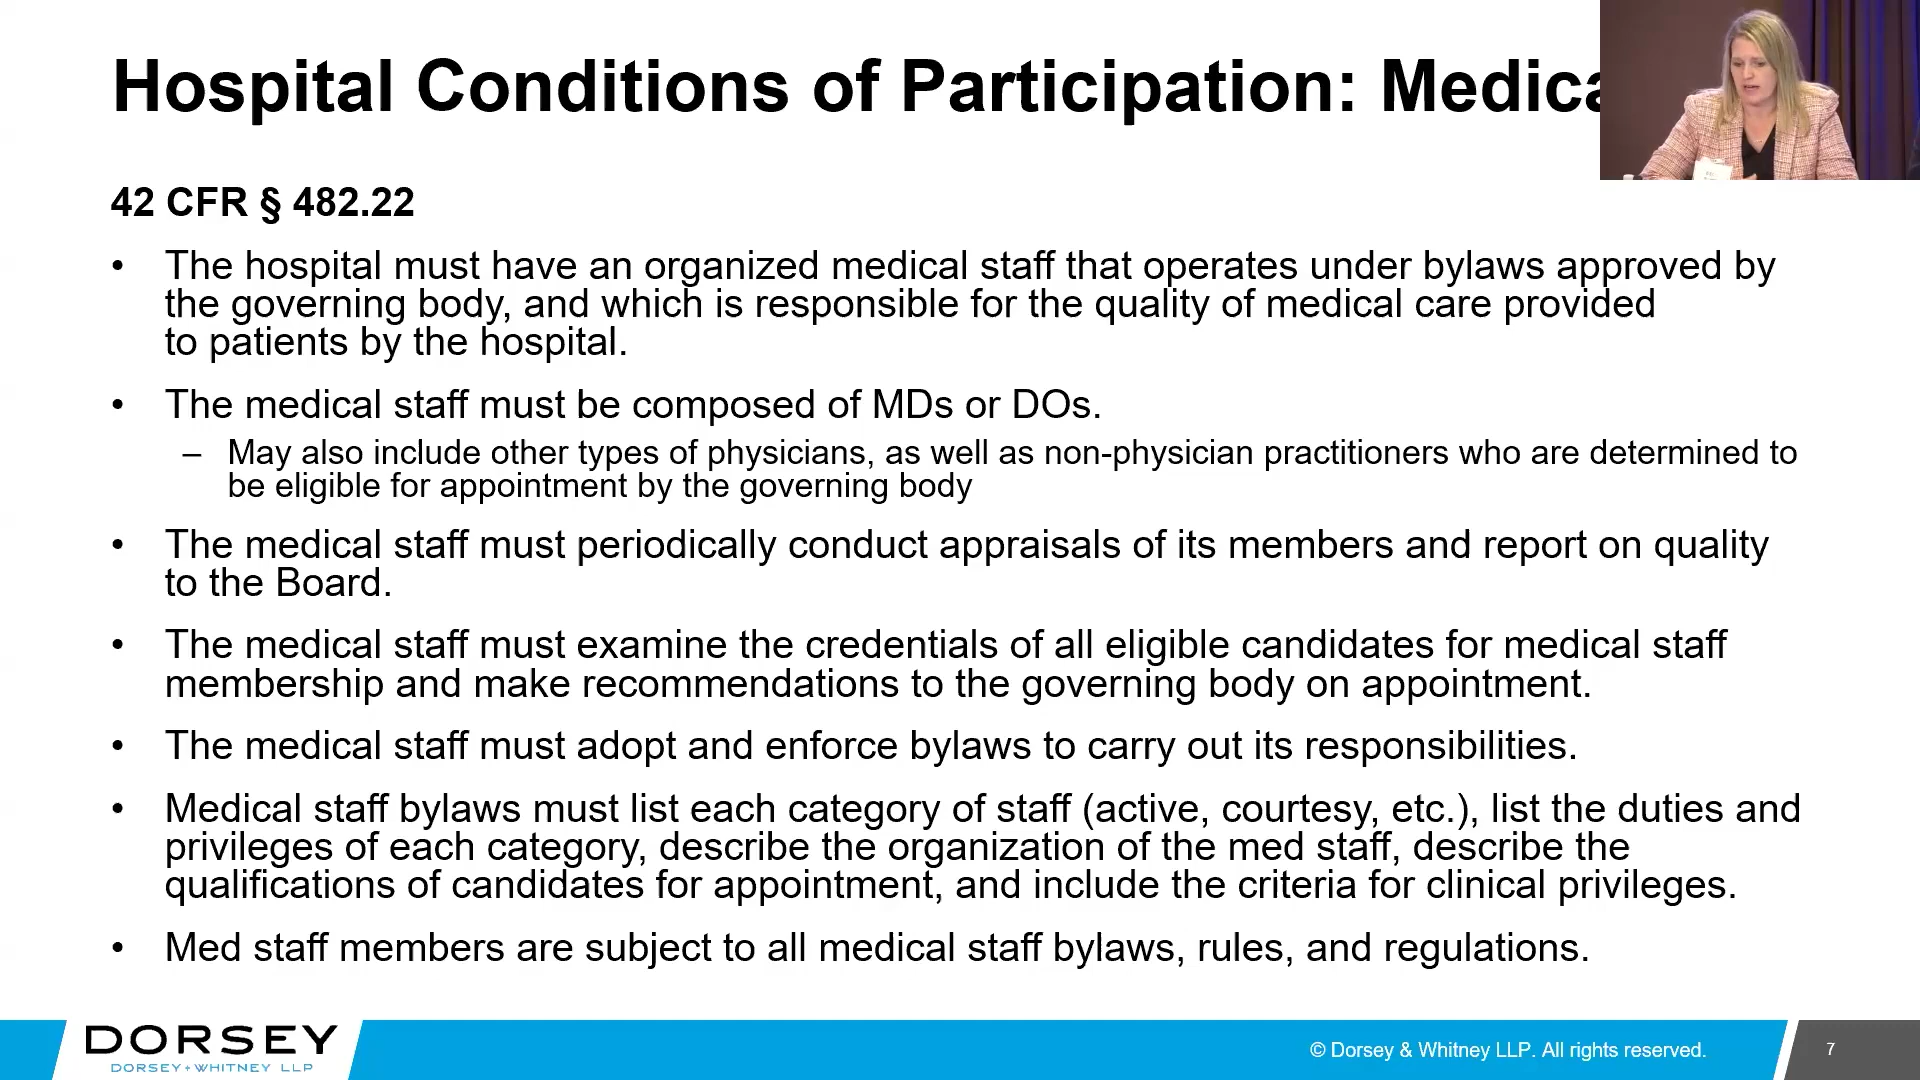 Hospital Conditions of Participation: Medica
42 CFR § 482.22
• The hospital must have an organized medical staff that operates under bylaws approved by
the governing body, and which is responsible for the quality of medical care provided
to patients by the hospital.
• The medical staff must be composed of MDs or DOs.
– May also include other types of physicians, as well as non-physician practitioners who are determined to
be eligible for appointment by the governing body
• The medical staff must periodically conduct appraisals of its members and report on quality
to the Board.
• The medical staff must examine the credentials of all eligible candidates for medical staff
membership and make recommendations to the governing body on appointment.
• The medical staff must adopt and enforce bylaws to carry out its responsibilities.
• Medical staff bylaws must list each category of staff (active, courtesy, etc.), list the duties and
privileges of each category, describe the organization of the med staff, describe the
qualifications of candidates for appointment, and include the criteria for clinical privileges.
• Med staff members are subject to all medical staff bylaws, rules, and regulations.
DORSEY
DORSEY + WHITNEY LLP
© Dorsey & Whitney LLP. All rights reserved.
7